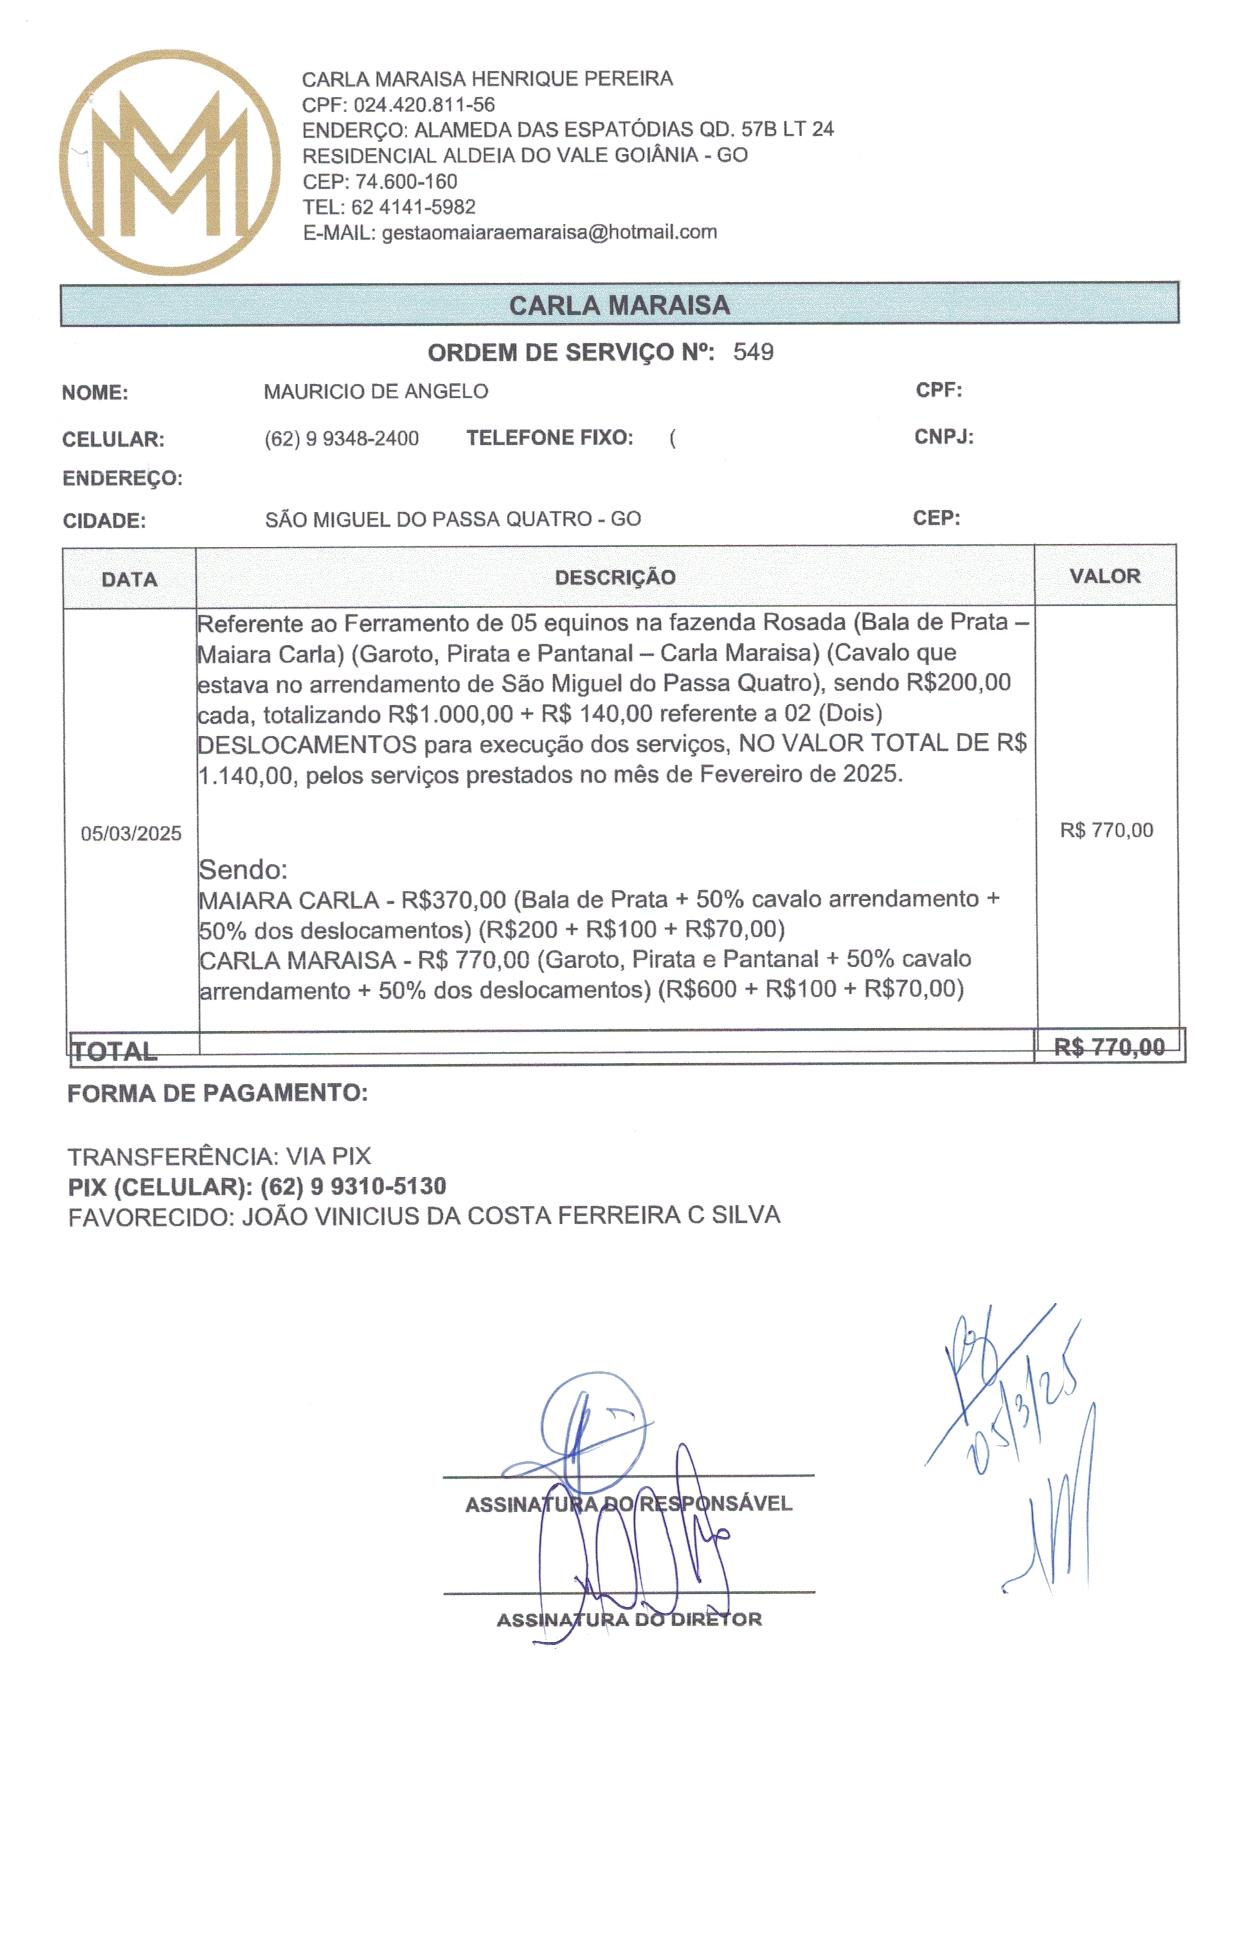 CARLA MARAISA HENRIQUE PEREIRA
CPF: 024.420.811-56
ENDERÇO: ALAMEDA DAS ESPATÓDIAS QD. 57B LT 24
RESIDENCIAL ALDEIA DO VALE GOIÂNIA - GO
CEP: 74.600-160
TEL: 62 4141-5982
E-MAIL: gestaomaiaraemaraisa@hotmail.com
CARLA MARAISA
ORDEM DE SERVIÇO Nº: 549
NOME: MAURICIO DE ANGELO CPF:
CELULAR: (62) 9 9348-2400 TELEFONE FIXO: ( CNPJ:
ENDEREÇO:
CIDADE: SÃO MIGUEL DO PASSA QUATRO - GO CEP:
DATA DESCRIÇÃO VALOR
Referente ao Ferramento de 05 equinos na fazenda Rosada (Bala de Prata –
Maiara Carla) (Garoto, Pirata e Pantanal – Carla Maraisa) (Cavalo que
estava no arrendamento de São Miguel do Passa Quatro), sendo R$200,00
cada, totalizando R$1.000,00 + R$ 140,00 referente a 02 (Dois)
DESLOCAMENTOS para execução dos serviços, NO VALOR TOTAL DE R$
1.140,00, pelos serviços prestados no mês de Fevereiro de 2025.
05/03/2025 R$ 770,00
Sendo:
MAIARA CARLA - R$370,00 (Bala de Prata + 50% cavalo arrendamento +
50% dos deslocamentos) (R$200 + R$100 + R$70,00)
CARLA MARAISA - R$ 770,00 (Garoto, Pirata e Pantanal + 50% cavalo
arrendamento + 50% dos deslocamentos) (R$600 + R$100 + R$70,00)
TOTAL R$ 770,00
FORMA DE PAGAMENTO:
TRANSFERÊNCIA: VIA PIX
PIX (CELULAR): (62) 9 9310-5130
FAVORECIDO: JOÃO VINICIUS DA COSTA FERREIRA C SILVA
Pg
05/3/25
ASSINATURA DO RESPONSÁVEL
ASSINATURA DO DIRETOR